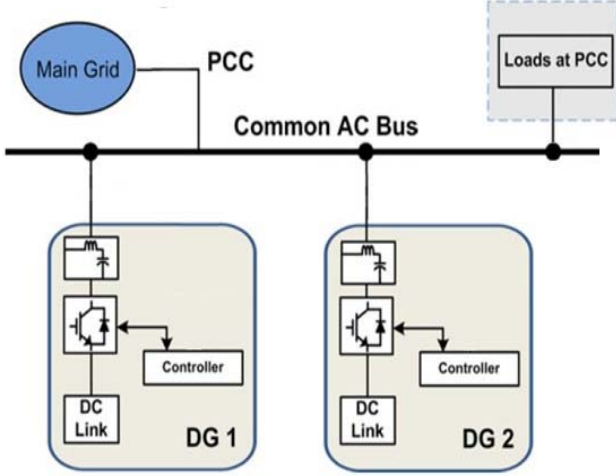 Main Grid
PCC
Loads at PCC
Common AC Bus
Controller
DC
Link
DG 1
Controller
DC
Link
DG 2